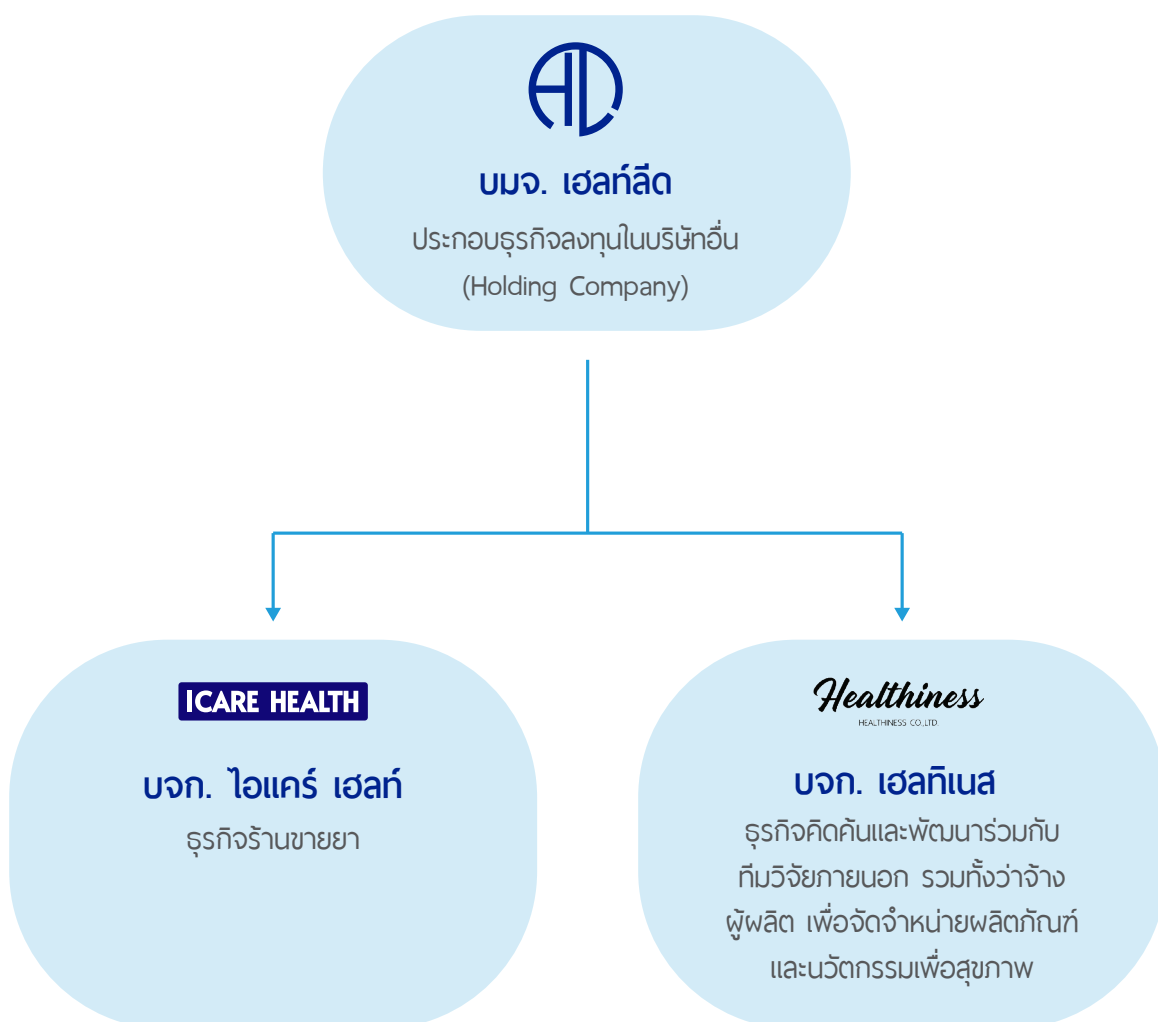 HL
บมจ. เฮลท์ลีด
ประกอบธุรกิจลงทุนในบริษัทอื่น
(Holding Company)
ICARE HEALTH
บจก. ไอแคร์ เฮลท์
ธุรกิจร้านขายยา
Healthiness
HEALTHINESS CO.,LTD.
บจก. เฮลทิเนส
ธุรกิจคิดค้นและพัฒนาร่วมกับ
ทีมวิจัยภายนอก รวมทั้งว่าจ้าง
ผู้ผลิต เพื่อจัดจำหน่ายผลิตภัณฑ์
และนวัตกรรมเพื่อสุขภาพ